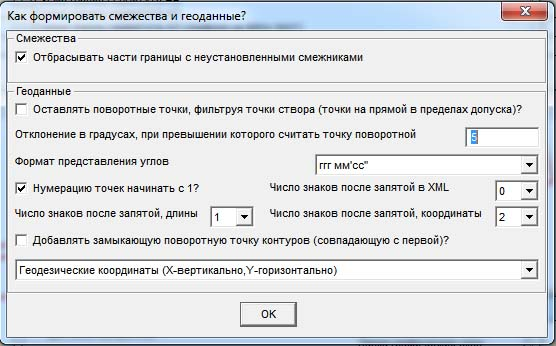 Как формировать смежества и геоданные?
Смежества
Отбрасывать части границы с неустановленными смежниками
Геоданные
Оставлять поворотные точки, фильтруя точки створа (точки на прямой в пределах допуска)?
Отклонение в градусах, при превышении которого считать точку поворотной 5
Формат представления углов ггг мм'сс"
Нумерацию точек начинать с 1? Число знаков после запятой в XML 0
Число знаков после запятой, длины 1 Число знаков после запятой, координаты 2
Добавлять замыкающую поворотную точку контуров (совпадающую с первой)?
Геодезические координаты (X-вертикально,Y-горизонтально)
OK